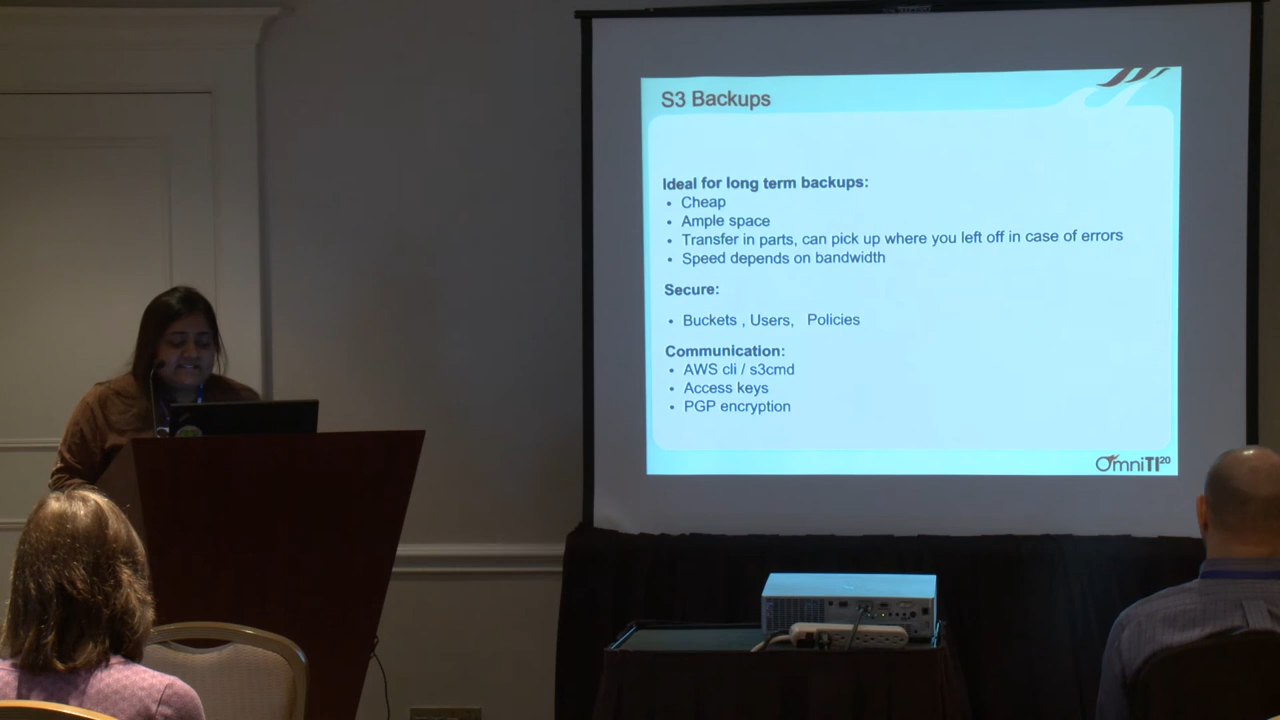 S3 Backups
Ideal for long term backups:
• Cheap
• Ample space
• Transfer in parts, can pick up where you left off in case of errors
• Speed depends on bandwidth
Secure:
• Buckets , Users, Policies
Communication:
• AWS cli / s3cmd
• Access keys
• PGP encryption
OmniTI20